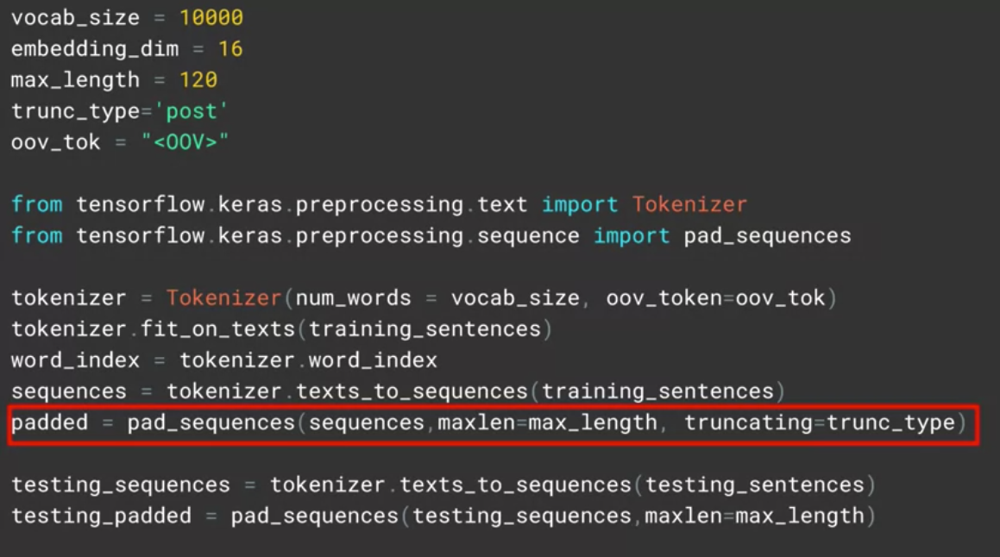 vocab_size = 10000
embedding_dim = 16
max_length = 120
trunc_type='post'
oov_tok = "<OOV>"
from tensorflow.keras.preprocessing.text import Tokenizer
from tensorflow.keras.preprocessing.sequence import pad_sequences
tokenizer = Tokenizer(num_words = vocab_size, oov_token=oov_tok)
tokenizer.fit_on_texts(training_sentences)
word_index = tokenizer.word_index
sequences = tokenizer.texts_to_sequences(training_sentences)
padded = pad_sequences(sequences,maxlen=max_length, truncating=trunc_type)
testing_sequences = tokenizer.texts_to_sequences(testing_sentences)
testing_padded = pad_sequences(testing_sequences,maxlen=max_length)